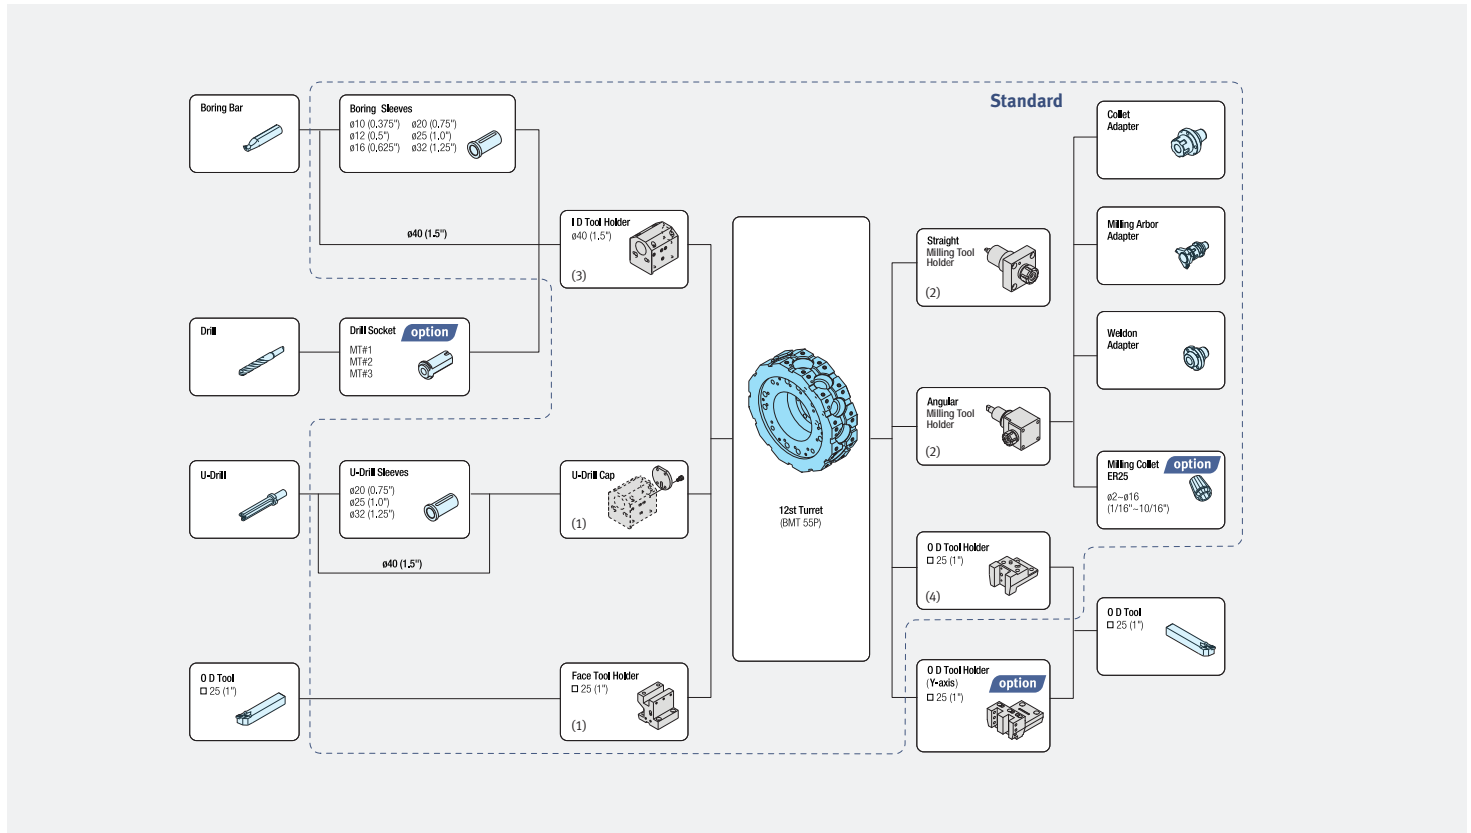 Standard
Boring Bar
Boring Sleeves
ø10 (0.375") ø20 (0.75")
ø12 (0.5") ø25 (1.0")
ø16 (0.625") ø32 (1.25")
ø40 (1.5")
I D Tool Holder
ø40 (1.5")
(3)
Drill
Drill Socket
option
MT#1
MT#2
MT#3
U-Drill
U-Drill Sleeves
ø20 (0.75")
ø25 (1.0")
ø32 (1.25")
ø40 (1.5")
U-Drill Cap
(1)
O D Tool
□ 25 (1")
Face Tool Holder
□ 25 (1")
(1)
12st Turret
(BMT 55P)
Straight
Milling Tool
Holder
(2)
Angular
Milling Tool
Holder
(2)
O D Tool Holder
□ 25 (1")
(4)
O D Tool Holder
(Y-axis)
option
□ 25 (1")
Collet
Adapter
Milling Arbor
Adapter
Weldon
Adapter
Milling Collet
option
ER25
ø2~ø16
(1/16"~10/16")
O D Tool
□ 25 (1")